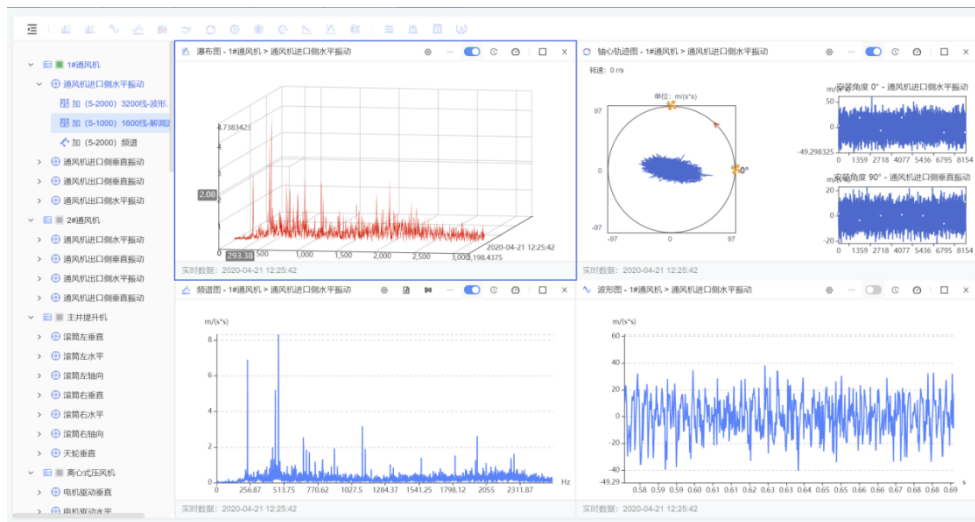 1#通风机
通风机进口侧水平振动
加 (5-2000) 3200线-波形.
加 (5-1000) 1600线-解调
加 (5-2000) 频谱
通风机进口侧垂直振动
通风机出口侧垂直振动
通风机出口侧水平振动
2#通风机
通风机进口侧水平振动
通风机出口侧垂直振动
通风机出口侧水平振动
通风机进口侧垂直振动
主井提升机
滚筒左垂直
滚筒左水平
滚筒左轴向
滚筒右垂直
滚筒右水平
滚筒右轴向
天轮垂直
离心式压风机
电机驱动垂直
电机驱动水平
瀑布图 - 1#通风机 > 通风机进口侧水平振动
4.7383423
4
3
2.08
2
1
0
293.38
500
1,000
1,500
2,000
2,500
3,000
3,198.4375
2020-04-21 12:25:42
实时数据: 2020-04-21 12:25:42
轴心轨迹图 - 1#通风机 > 通风机进口侧水平振动
转速: 0 r/s
单位: m/(s*s)
97
0
-97
-97 0 97
0°
安装角度 0° - 通风机进口侧水平振动
m/(s*s)
50
0
-49.298325
0 1359 2718 4077 5436 6795 8154
安装角度 90° - 通风机进口侧垂直振动
m/(s*s)
20
0
-20
0 1359 2718 4077 5436 6795 8154
实时数据: 2020-04-21 12:25:42
频谱图 - 1#通风机 > 通风机进口侧水平振动
m/(s*s)
8
6
4
2
0
0 256.87 513.75 770.62 1027.5 1284.37 1541.25 1798.12 2055 2311.87 Hz
实时数据: 2020-04-21 12:25:42
波形图 - 1#通风机 > 通风机进口侧水平振动
m/(s*s)
60
40
20
0
-20
-40
-49.29
0.58 0.59 0.59 0.60 0.61 0.61 0.62 0.63 0.63 0.64 0.65 0.65 0.66 0.66 0.67 0.68 0.68 0.69 s
实时数据: 2020-04-21 12:25:42